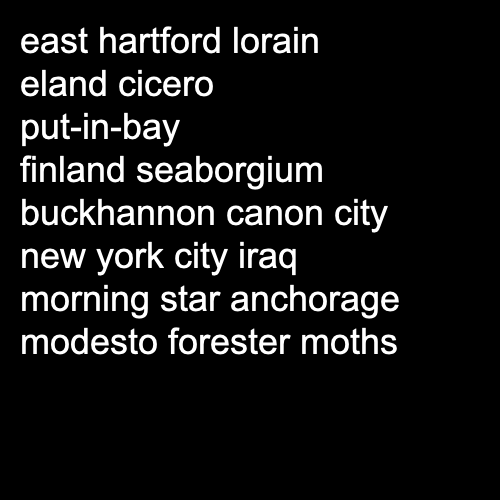 east hartford lorain
eland cicero
put-in-bay
finland seaborgium
buckhannon canon city
new york city iraq
morning star anchorage
modesto forester moths